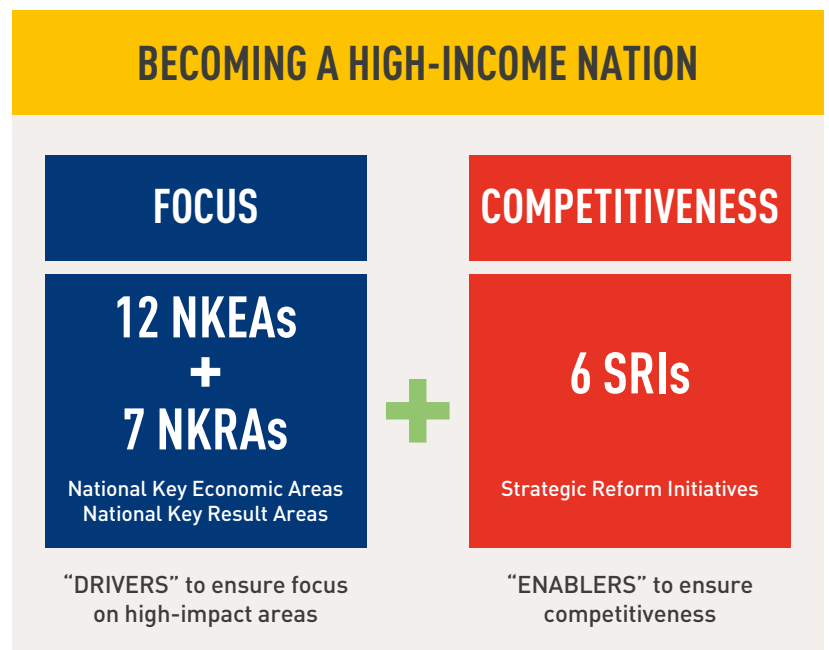 BECOMING A HIGH-INCOME NATION
FOCUS
12 NKEAs
+
7 NKRAs
National Key Economic Areas
National Key Result Areas
“DRIVERS” to ensure focus
on high-impact areas
+
COMPETITIVENESS
6 SRIs
Strategic Reform Initiatives
“ENABLERS” to ensure
competitiveness